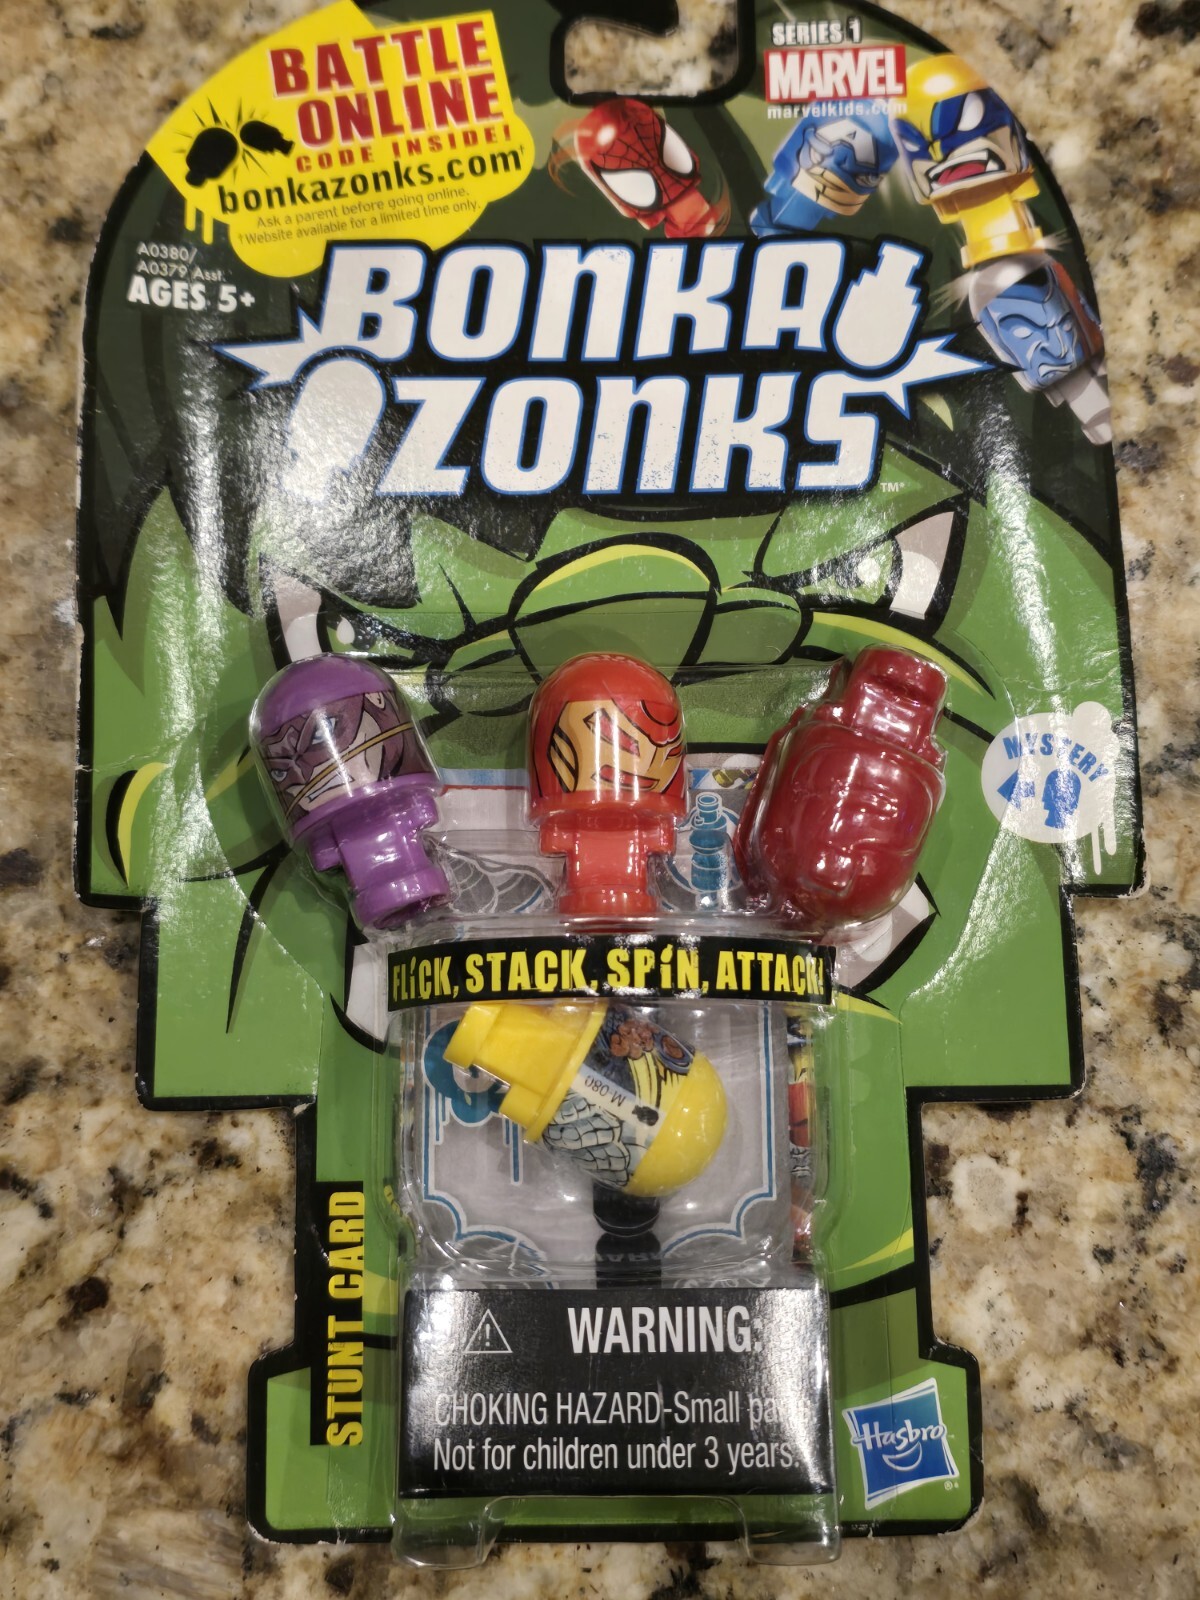 BATTLE
ONLINE
CODE INSIDE!
bonkazonks.com†
Ask a parent before going online.
†Website available for a limited time only.
SERIES 1
MARVEL
marvelkids.com
A0380/
A0379 Asst.
AGES 5+
BONKA
ZONKS
TM*
MYSTERY
FLICK, STACK, SPIN, ATTACK!
M-080
STUNT CARD
WARNING:
CHOKING HAZARD-Small
Not for children under 3 years.
Hasbro